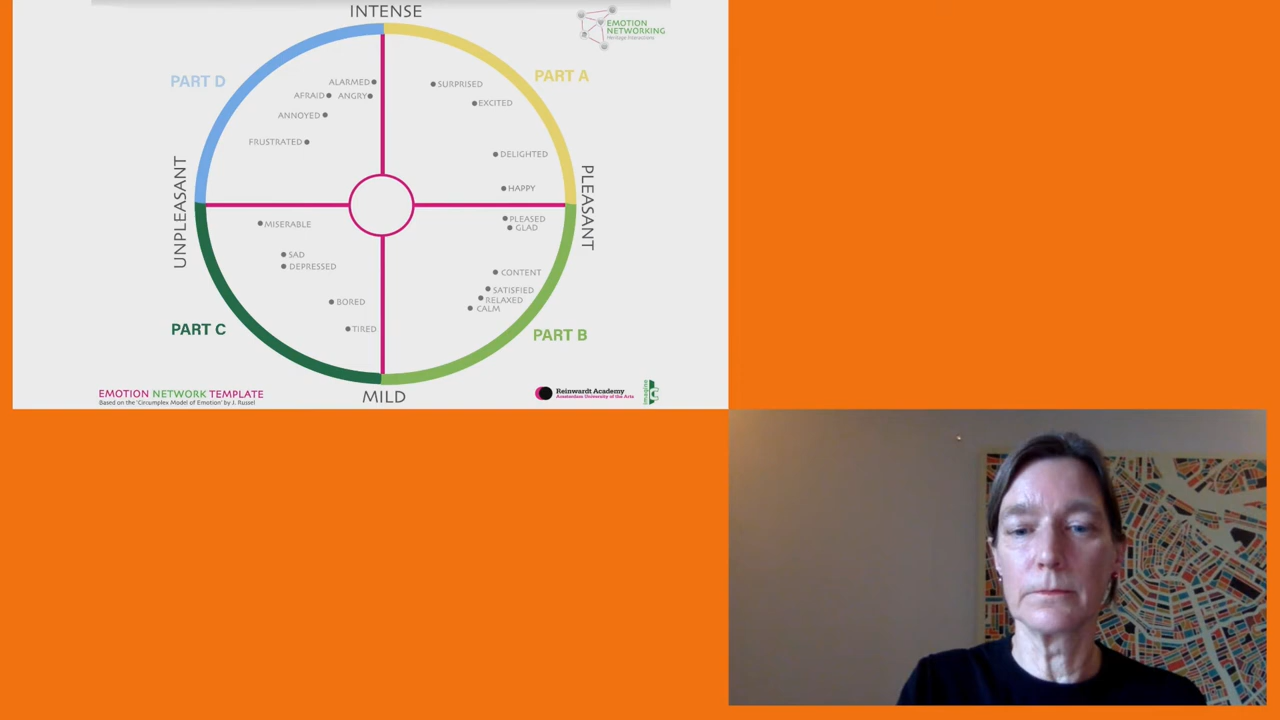 INTENSE
EMOTION
NETWORKING
Heritage Interactions
PART D
PART A
ALARMED
SURPRISED
AFRAID
ANGRY
EXCITED
ANNOYED
FRUSTRATED
DELIGHTED
HAPPY
UNPLEASANT
PLEASANT
MISERABLE
PLEASED
GLAD
SAD
DEPRESSED
CONTENT
SATISFIED
BORED
RELAXED
CALM
TIRED
PART C
PART B
MILD
EMOTION NETWORK TEMPLATE
Based on the 'Circumplex Model of Emotion' by J. Russel
Reinwardt Academy
Amsterdam University of the Arts